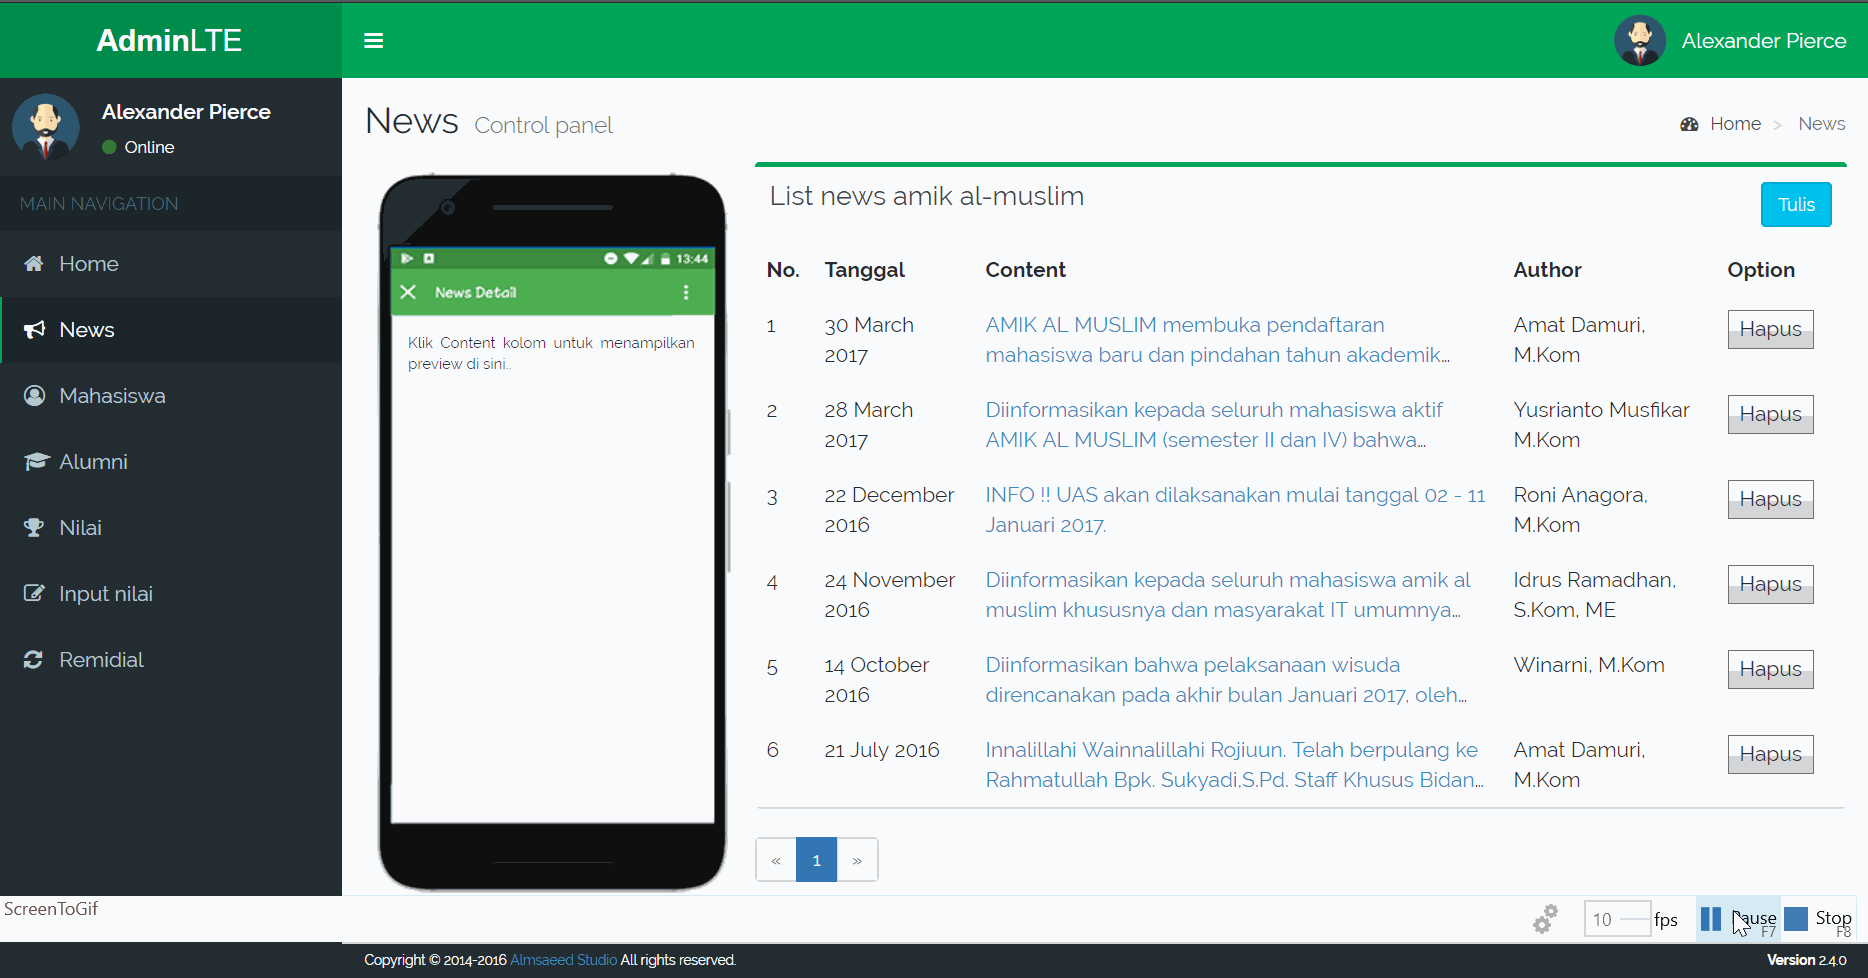 AdminLTE
Alexander Pierce
Alexander Pierce
Online
MAIN NAVIGATION
Home
News
Mahasiswa
Alumni
Nilai
Input nilai
Remidial
News Control panel
Home > News
13:44
News Detail
Klik Content kolom untuk menampilkan
preview di sini..
List news amik al-muslim
Tulis
No. Tanggal Content Author Option
1 30 March 2017 AMIK AL MUSLIM membuka pendaftaran mahasiswa baru dan pindahan tahun akademik... Amat Damuri, M.Kom Hapus
2 28 March 2017 Diinformasikan kepada seluruh mahasiswa aktif AMIK AL MUSLIM (semester II dan IV) bahwa... Yusrianto Musfikar M.Kom Hapus
3 22 December 2016 INFO !! UAS akan dilaksanakan mulai tanggal 02 - 11 Januari 2017. Roni Anagora, M.Kom Hapus
4 24 November 2016 Diinformasikan kepada seluruh mahasiswa amik al muslim khususnya dan masyarakat IT umumnya... Idrus Ramadhan, S.Kom, ME Hapus
5 14 October 2016 Diinformasikan bahwa pelaksanaan wisuda direncanakan pada akhir bulan Januari 2017, oleh... Winarni, M.Kom Hapus
6 21 July 2016 Innalillahi Wainnalillahi Rojiuun. Telah berpulang ke Rahmatullah Bpk. Sukyadi,S.Pd. Staff Khusus Bidan... Amat Damuri, M.Kom Hapus
« 1 »
ScreenToGif
10 fps
Pause F7
Stop F8
Copyright © 2014-2016 Almsaeed Studio All rights reserved.
Version 2.4.0